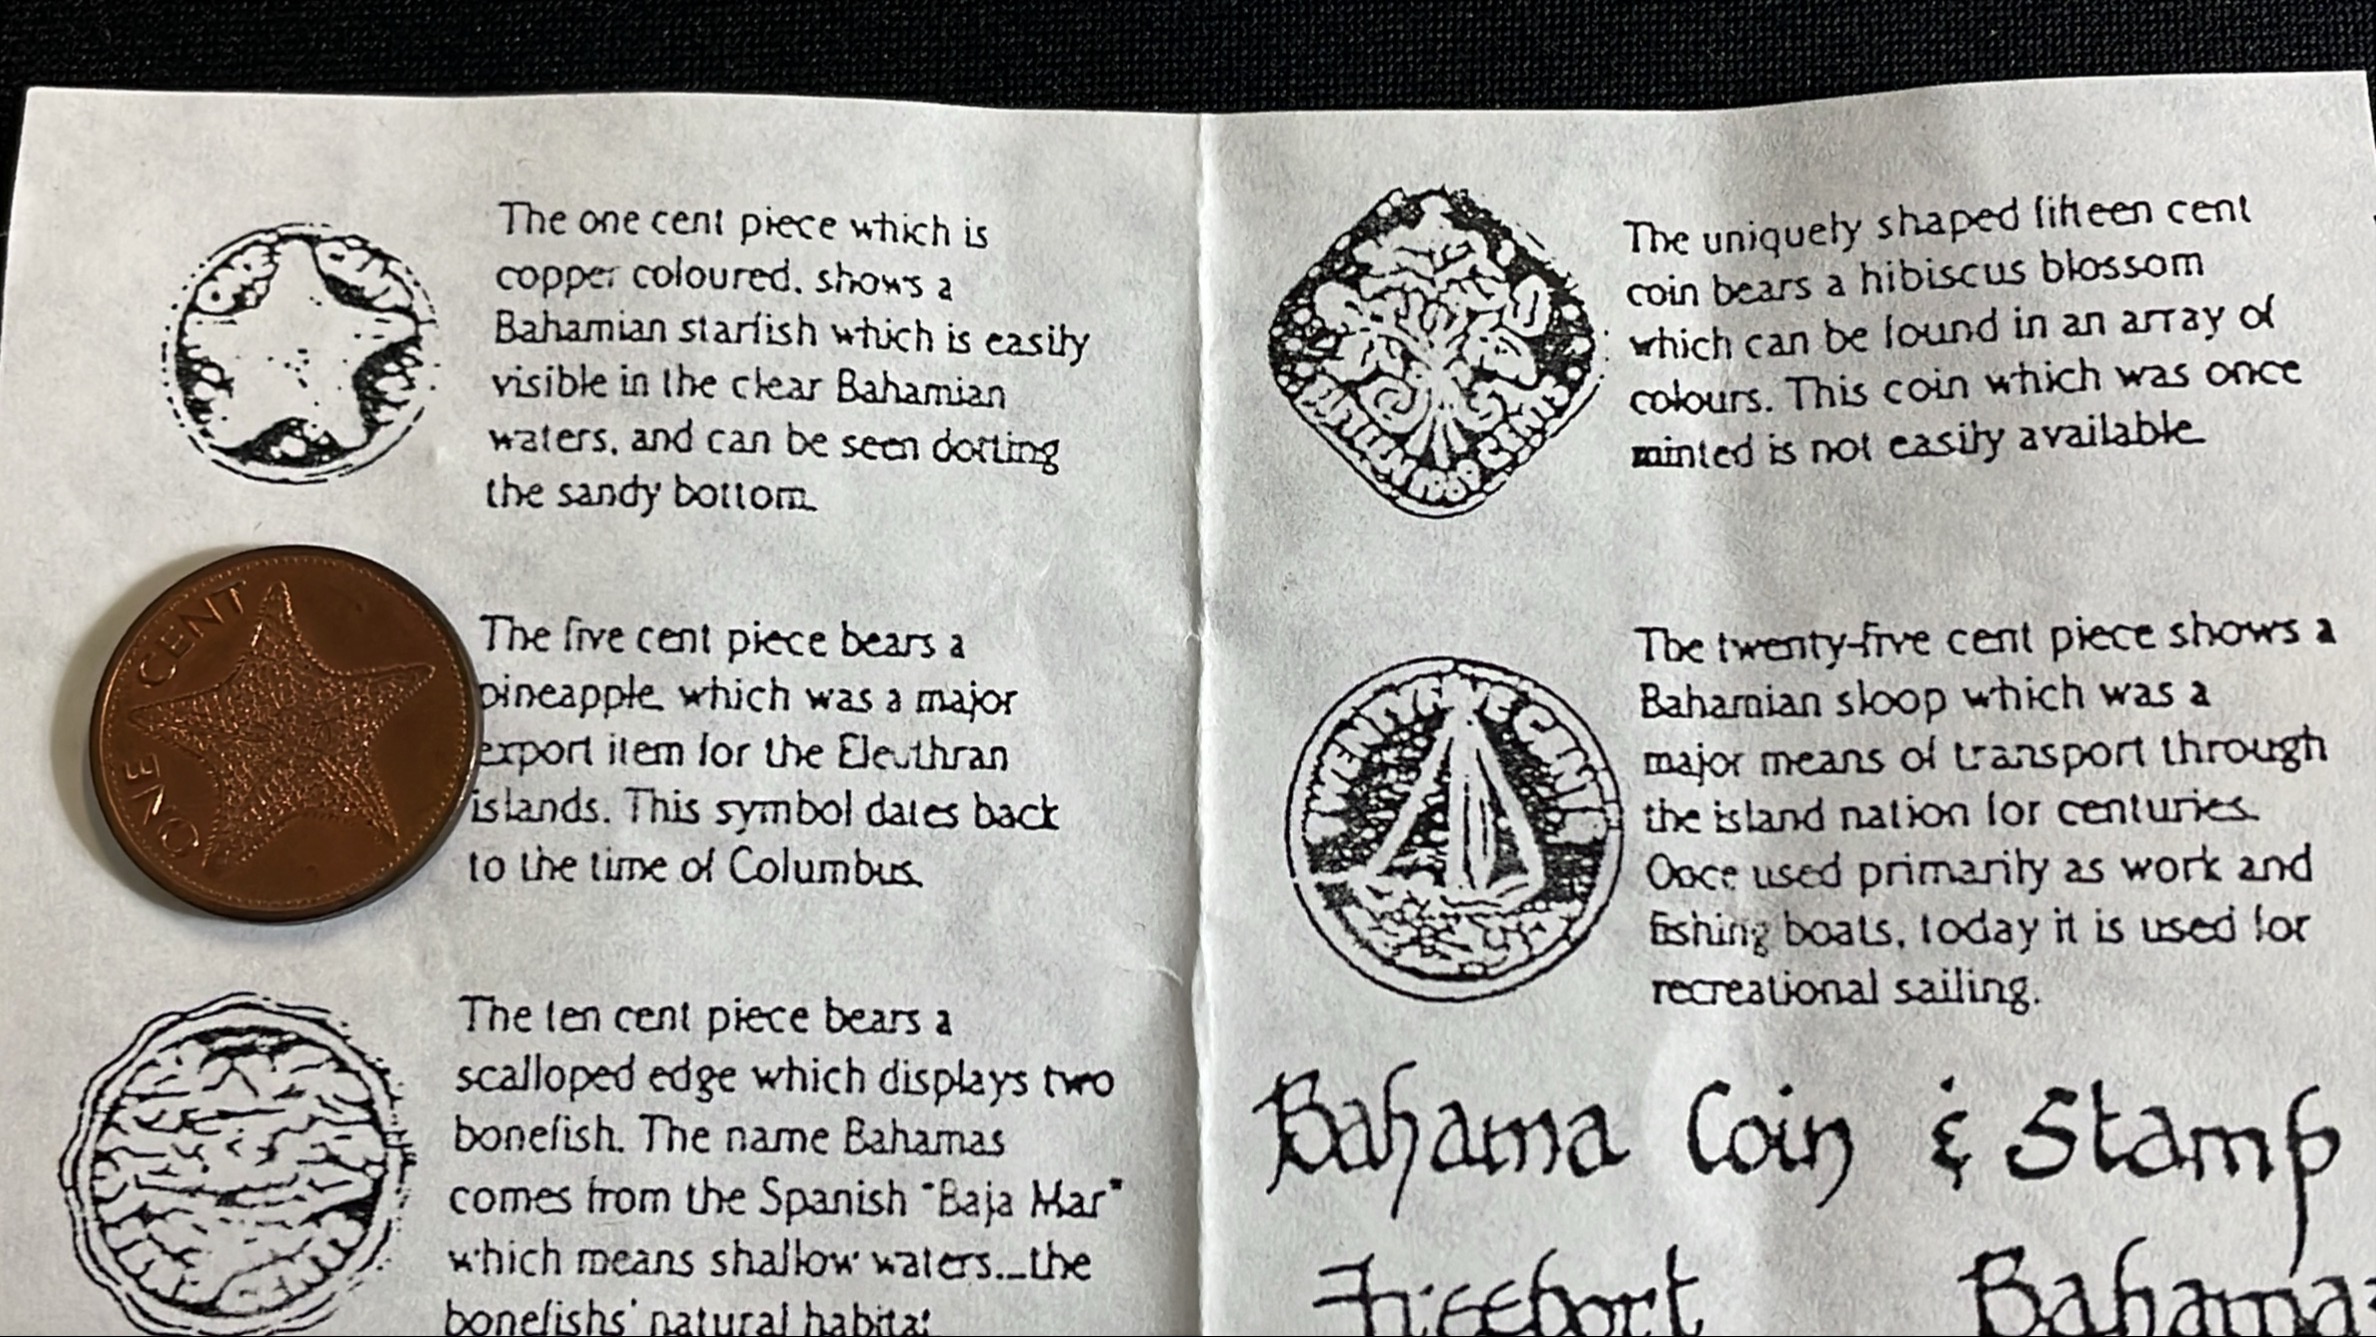 The one cent piece which is
copper coloured, shows a
Bahamian starfish which is easily
visible in the clear Bahamian
waters, and can be seen dotting
the sandy bottom.
ONE CENT
The five cent piece bears a
pineapple which was a major
export item for the Eleuthran
islands. This symbol dates back
to the time of Columbus.
The ten cent piece bears a
scalloped edge which displays two
bonefish. The name Bahamas
comes from the Spanish "Baja Mar"
which means shallow waters...the
bonefishs' natural habitat
The uniquely shaped fifteen cent
coin bears a hibiscus blossom
which can be found in an array of
colours. This coin which was once
minted is not easily available.
The twenty-five cent piece shows a
Bahamian sloop which was a
major means of transport through
the island nation for centuries.
Once used primarily as work and
fishing boats, today it is used for
recreational sailing.
Bahama Coin & Stamp
Freeport Bahama